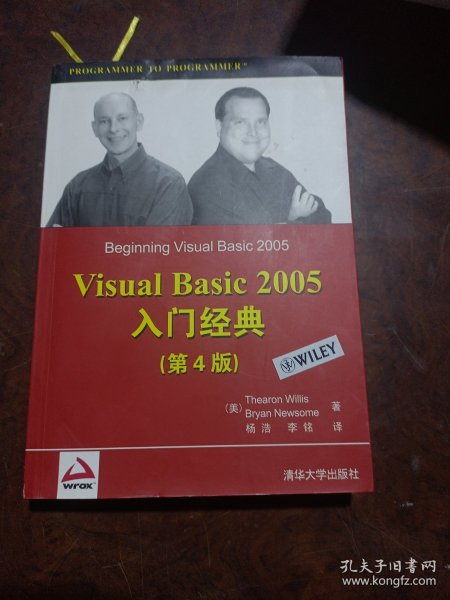 PROGRAMMER TO PROGRAMMER™
Beginning Visual Basic 2005
Visual Basic 2005
入门经典
(第4版)
WILEY
(美) Thearon Willis
Bryan Newsome 著
杨浩 李铭 译
wrox™
清华大学出版社
孔夫子旧书网
www.kongfz.com